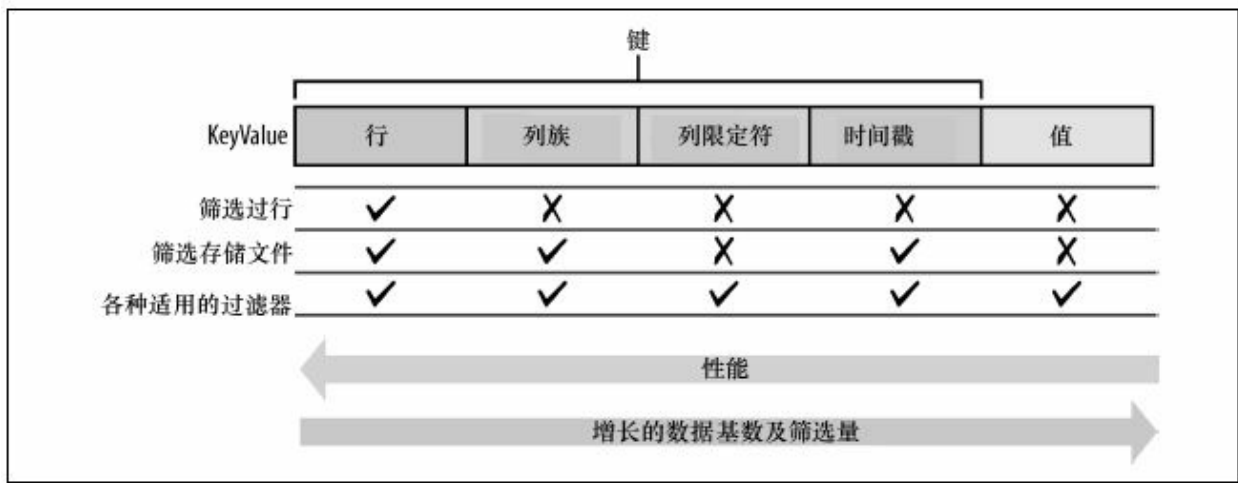 键
KeyValue 行 列族 列限定符 时间戳 值
筛选过行 ✓ X X X X
筛选存储文件 ✓ ✓ X ✓ X
各种适用的过滤器 ✓ ✓ ✓ ✓ ✓
性能
增长的数据基数及筛选量